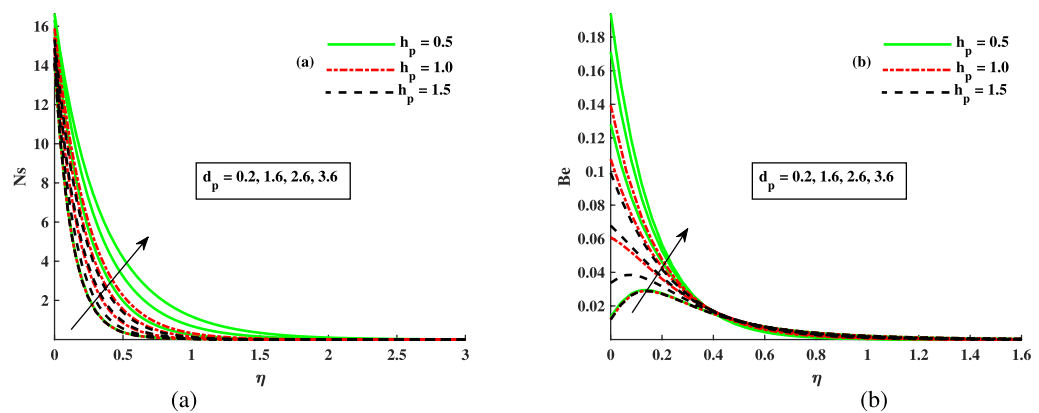 16
14
12
10
8
6
4
2
0
0.5
1
1.5
2
2.5
3
Ns
η
(a)
h_p = 0.5
h_p = 1.0
h_p = 1.5
d_p = 0.2, 1.6, 2.6, 3.6
(a)
0.18
0.16
0.14
0.12
0.1
0.08
0.06
0.04
0.02
0
0.2
0.4
0.6
0.8
1
1.2
1.4
1.6
Be
η
(b)
h_p = 0.5
h_p = 1.0
h_p = 1.5
d_p = 0.2, 1.6, 2.6, 3.6
(b)